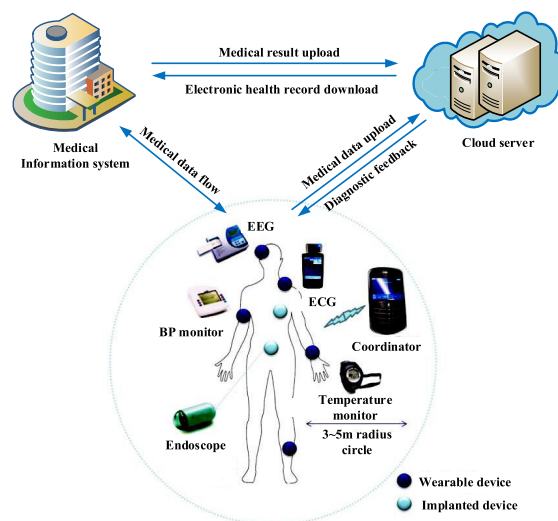 Medical result upload
Electronic health record download
Medical
Information system
Cloud server
Medical data flow
Medical data upload
Diagnostic feedback
EEG
ECG
BP monitor
Coordinator
Temperature
monitor
Endoscope
3~5m radius
circle
Wearable device
Implanted device